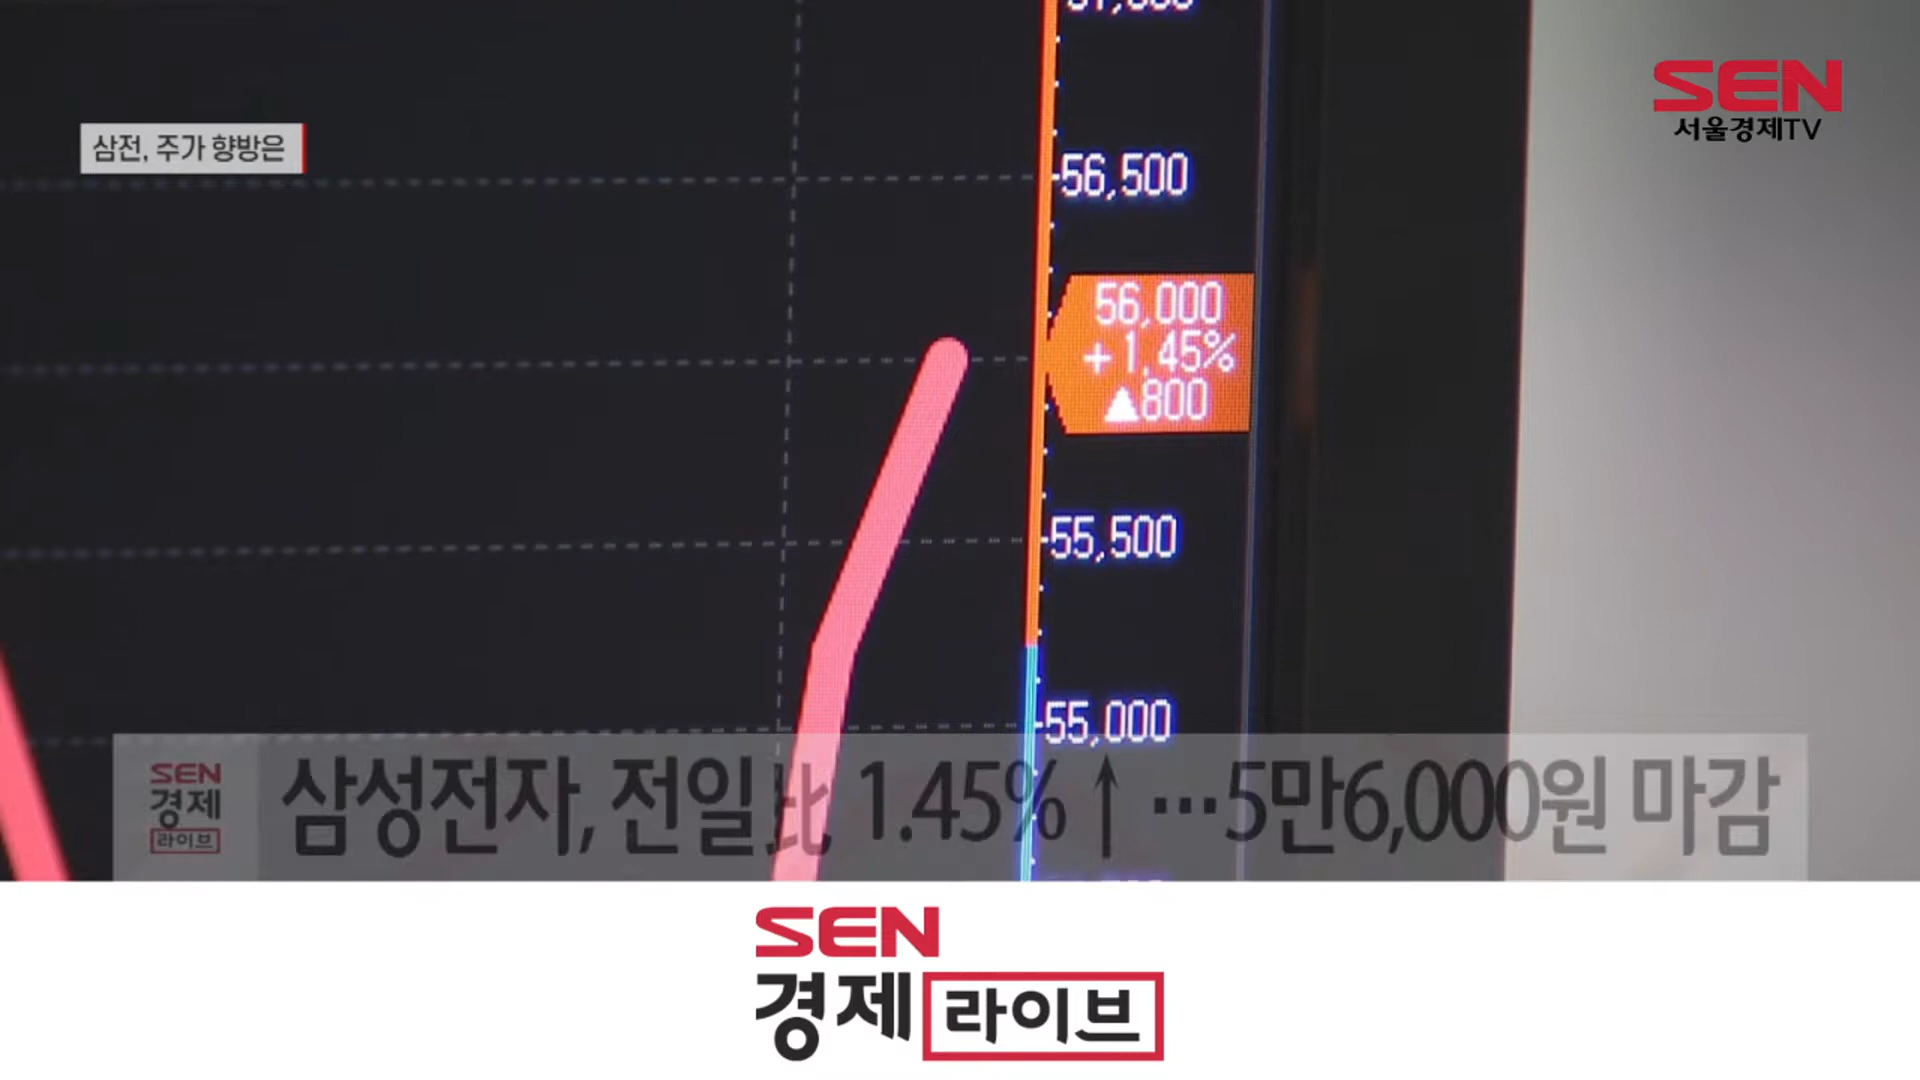 SEN
서울경제TV
삼전, 주가 향방은
56,500
56,000
+1.45%
▲800
55,500
55,000
SEN
경제
라이브
삼성전자, 전일比 1.45%↑…5만6,000원 마감
SEN
경제 라이브